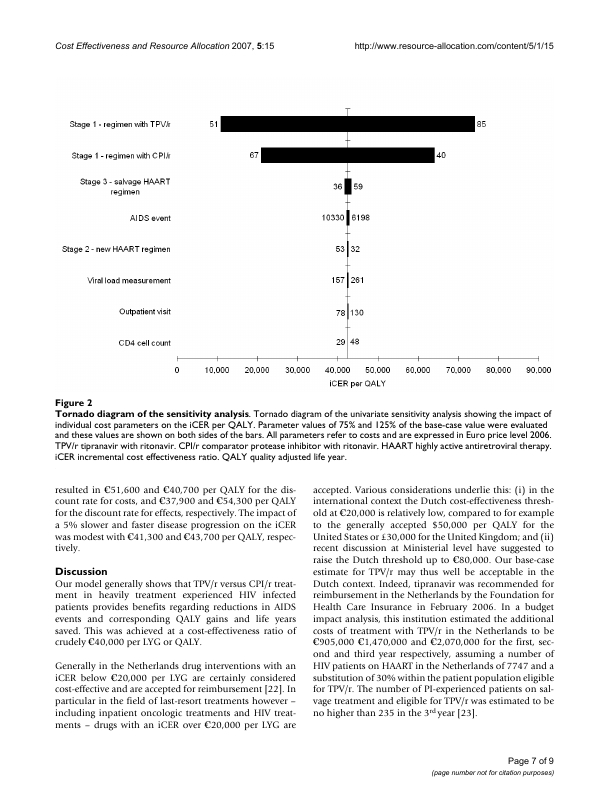 Cost Effectiveness and Resource Allocation 2007, 5:15
http://www.resource-allocation.com/content/5/1/15
Stage 1 - regimen with TPV/r
51
85
Stage 1 - regimen with CPI/r
67
40
Stage 3 - salvage HAART
regimen
36
59
AIDS event
10330
6198
Stage 2 - new HAART regimen
53
32
Viral load measurement
157
261
Outpatient visit
78
130
CD4 cell count
29
48
0
10,000
20,000
30,000
40,000
50,000
60,000
70,000
80,000
90.000
iCER per QALY
Figure 2
Tornado diagram of the sensitivity analysis. Tornado diagram of the univariate sensitivity analysis showing the impact of
individual cost parameters on the iCER per QALY. Parameter values of 75% and 125% of the base-case value were evaluated
and these values are shown on both sides of the bars. All parameters refer to costs and are expressed in Euro price level 2006.
TPV/r tipranavir with ritonavir. CPI/r comparator protease inhibitor with ritonavir. HAART highly active antiretroviral therapy.
iCER incremental cost effectiveness ratio. QALY quality adjusted life year.
resulted in €51,600 and €40,700 per QALY for the dis-
count rate for costs, and €37,900 and €54,300 per QALY
for the discount rate for effects, respectively. The impact of
a 5% slower and faster disease progression on the iCER
was modest with €41,300 and €43,700 per QALY, respec-
tively.
Discussion
Our model generally shows that TPV/r versus CPI/r treat-
ment in heavily treatment experienced HIV infected
patients provides benefits regarding reductions in AIDS
events and corresponding QALY gains and life years
saved. This was achieved at a cost-effectiveness ratio of
crudely €40,000 per LYG or QALY.
Generally in the Netherlands drug interventions with an
iCER below €20,000 per LYG are certainly considered
cost-effective and are accepted for reimbursement [22]. In
particular in the field of last-resort treatments however –
including inpatient oncologic treatments and HIV treat-
ments – drugs with an iCER over €20,000 per LYG are
accepted. Various considerations underlie this: (i) in the
international context the Dutch cost-effectiveness thresh-
old at €20,000 is relatively low, compared to for example
to the generally accepted $50,000 per QALY for the
United States or £30,000 for the United Kingdom; and (ii)
recent discussion at Ministerial level have suggested to
raise the Dutch threshold up to €80,000. Our base-case
estimate for TPV/r may thus well be acceptable in the
Dutch context. Indeed, tipranavir was recommended for
reimbursement in the Netherlands by the Foundation for
Health Care Insurance in February 2006. In a budget
impact analysis, this institution estimated the additional
costs of treatment with TPV/r in the Netherlands to be
€905,000 €1,470,000 and €2,070,000 for the first, sec-
ond and third year respectively, assuming a number of
HIV patients on HAART in the Netherlands of 7747 and a
substitution of 30% within the patient population eligible
for TPV/r. The number of PI-experienced patients on sal-
vage treatment and eligible for TPV/r was estimated to be
no higher than 235 in the 3rd year [23].
Page 7 of 9
(page number not for citation purposes)